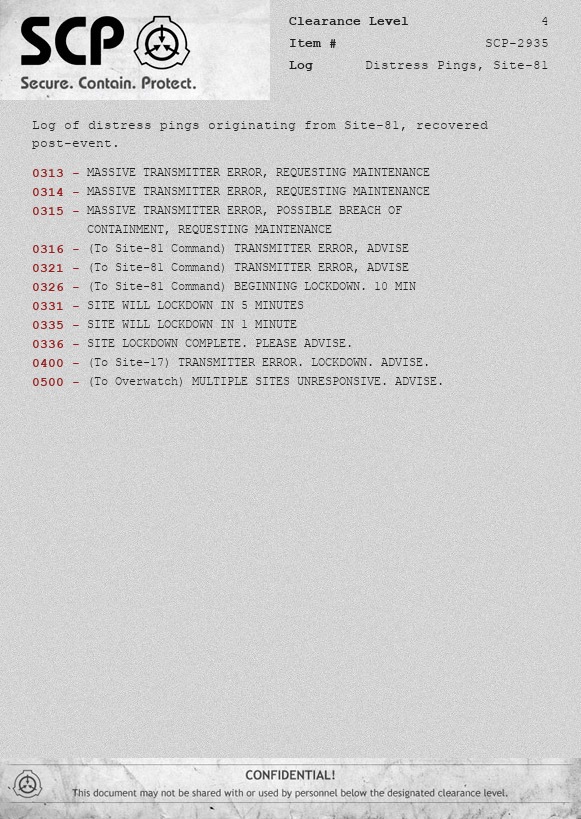 SCP
Secure. Contain. Protect.
Clearance Level 4
Item # SCP-2935
Log Distress Pings, Site-81
Log of distress pings originating from Site-81, recovered
post-event.
0313 - MASSIVE TRANSMITTER ERROR, REQUESTING MAINTENANCE
0314 - MASSIVE TRANSMITTER ERROR, REQUESTING MAINTENANCE
0315 - MASSIVE TRANSMITTER ERROR, POSSIBLE BREACH OF
CONTAINMENT, REQUESTING MAINTENANCE
0316 - (To Site-81 Command) TRANSMITTER ERROR, ADVISE
0321 - (To Site-81 Command) TRANSMITTER ERROR, ADVISE
0326 - (To Site-81 Command) BEGINNING LOCKDOWN. 10 MIN
0331 - SITE WILL LOCKDOWN IN 5 MINUTES
0335 - SITE WILL LOCKDOWN IN 1 MINUTE
0336 - SITE LOCKDOWN COMPLETE. PLEASE ADVISE.
0400 - (To Site-17) TRANSMITTER ERROR. LOCKDOWN. ADVISE.
0500 - (To Overwatch) MULTIPLE SITES UNRESPONSIVE. ADVISE.
CONFIDENTIAL!
This document may not be shared with or used by personnel below the designated clearance level.